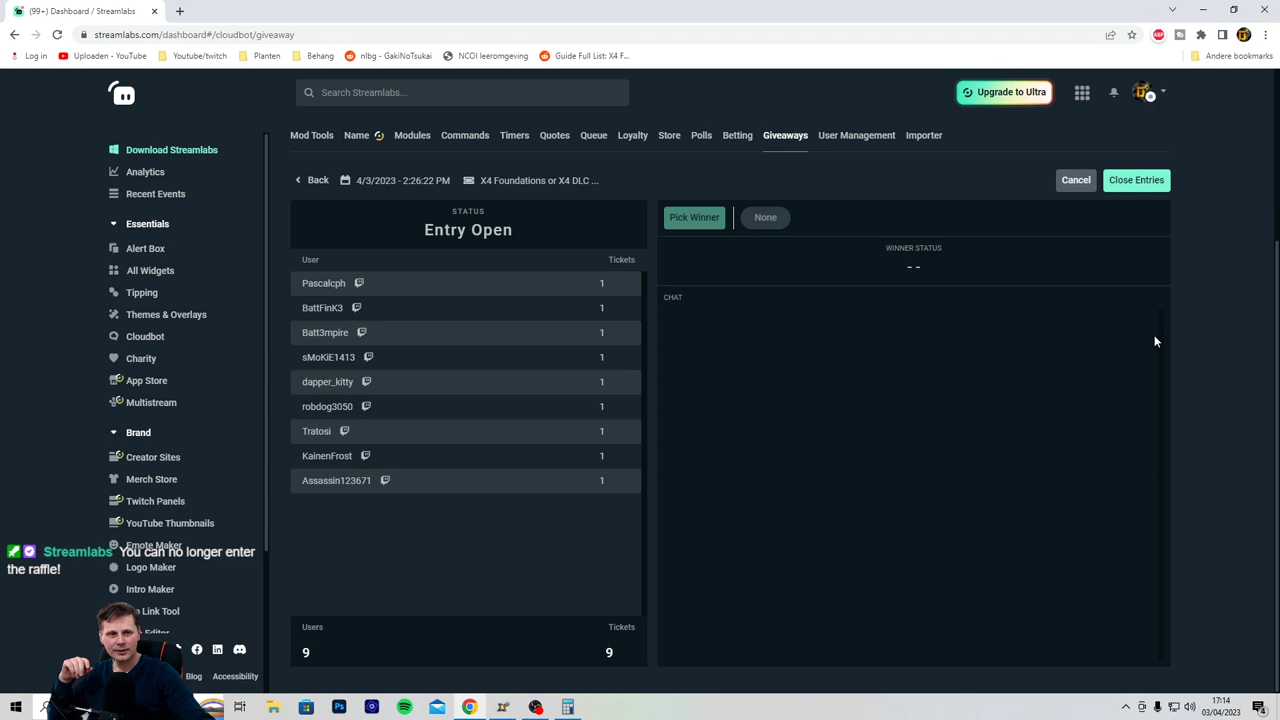 (99+) Dashboard / Streamlabs
streamlabs.com/dashboard#/cloudbot/giveaway
Log in
Uploaden - YouTube
Youtube/twitch
Planten
Behang
nlbg - GakiNoTsukai
NCOI leeromgeving
Guide Full List: X4 F...
Andere bookmarks
Search Streamlabs...
Upgrade to Ultra
Mod Tools
Name
Modules
Commands
Timers
Quotes
Queue
Loyalty
Store
Polls
Betting
Giveaways
User Management
Importer
Download Streamlabs
Analytics
Recent Events
Essentials
Alert Box
All Widgets
Tipping
Themes & Overlays
Cloudbot
Charity
App Store
Multistream
Brand
Creator Sites
Merch Store
Twitch Panels
YouTube Thumbnails
Emote Maker
Logo Maker
Intro Maker
Link Tool
Editor
Blog
Accessibility
Back
4/3/2023 - 2:26:22 PM
X4 Foundations or X4 DLC ...
Cancel
Close Entries
STATUS
Entry Open
User Tickets
Pascalcph 1
BattFinK3 1
Batt3mpire 1
sMoKiE1413 1
dapper_kitty 1
robdog3050 1
Tratosi 1
KainenFrost 1
Assassin123671 1
Users Tickets
9 9
Pick Winner
None
WINNER STATUS
- -
CHAT
Streamlabs You can no longer enter
the raffle!
17:14
03/04/2023